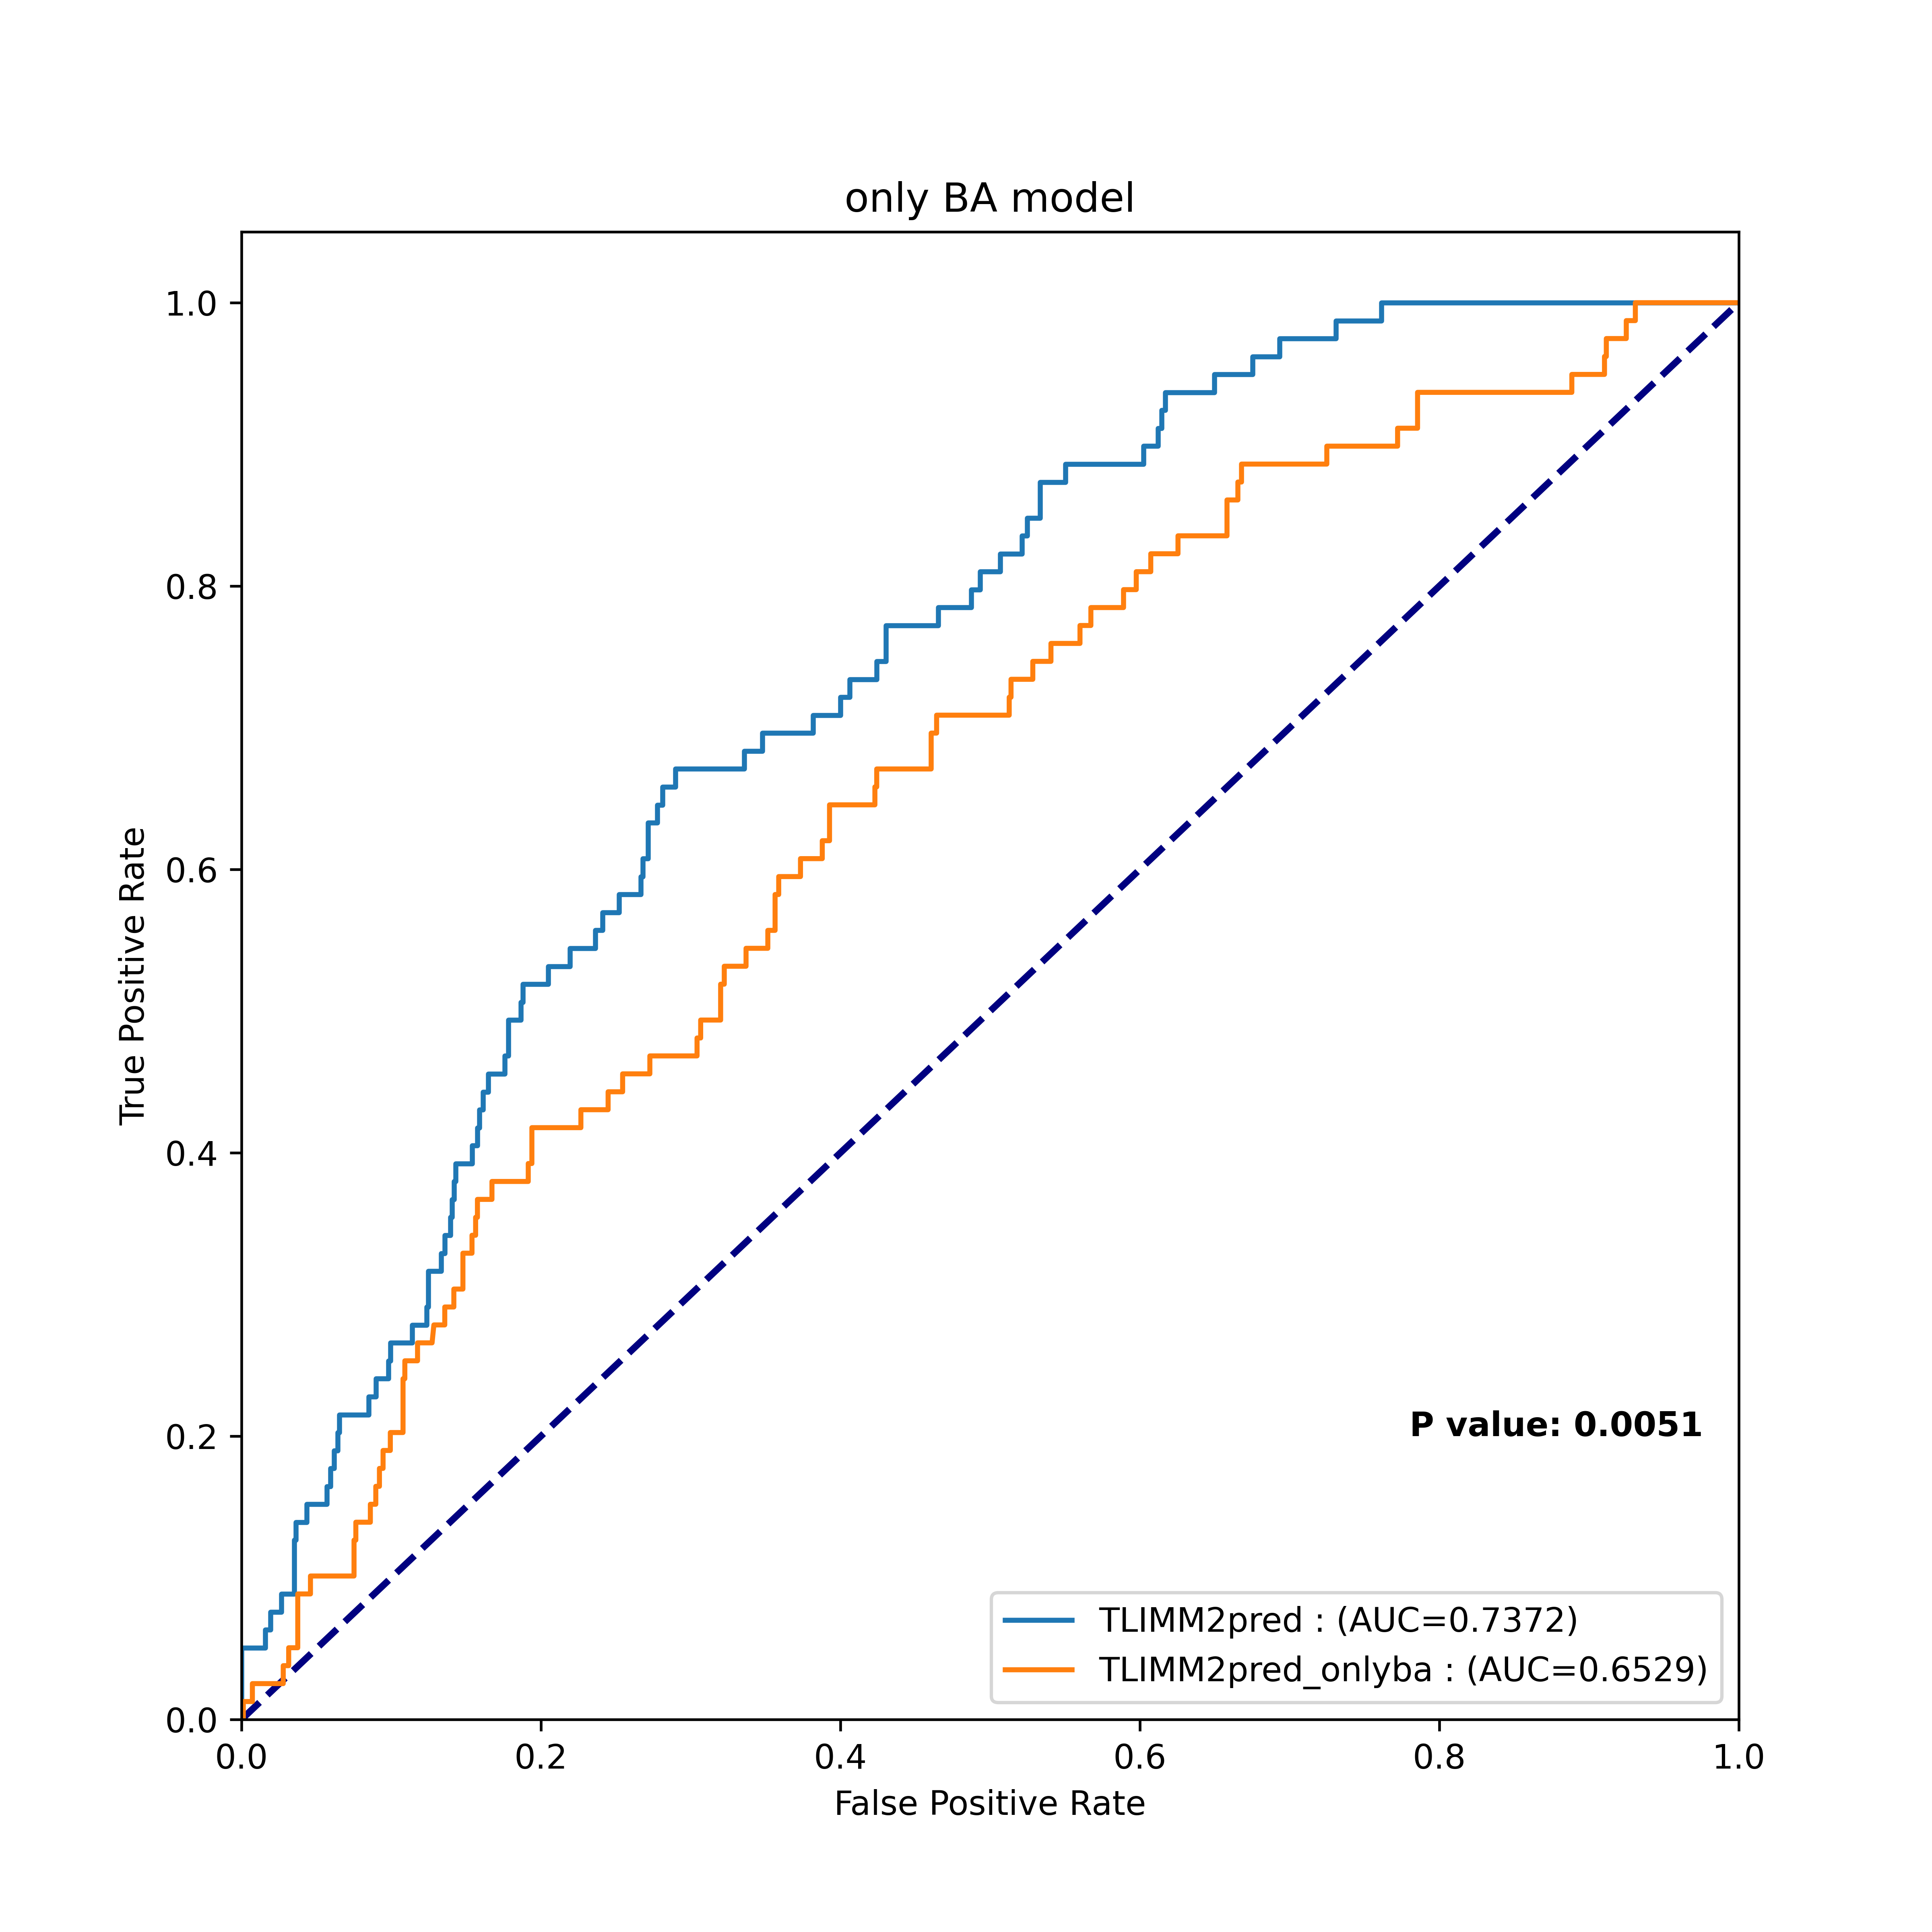 only BA model
1.0
0.8
0.6
0.4
0.2
0.0
True Positive Rate
P value: 0.0051
TLIMM2pred : (AUC=0.7372)
TLIMM2pred_onlyba : (AUC=0.6529)
0.0 0.2 0.4 0.6 0.8 1.0
False Positive Rate